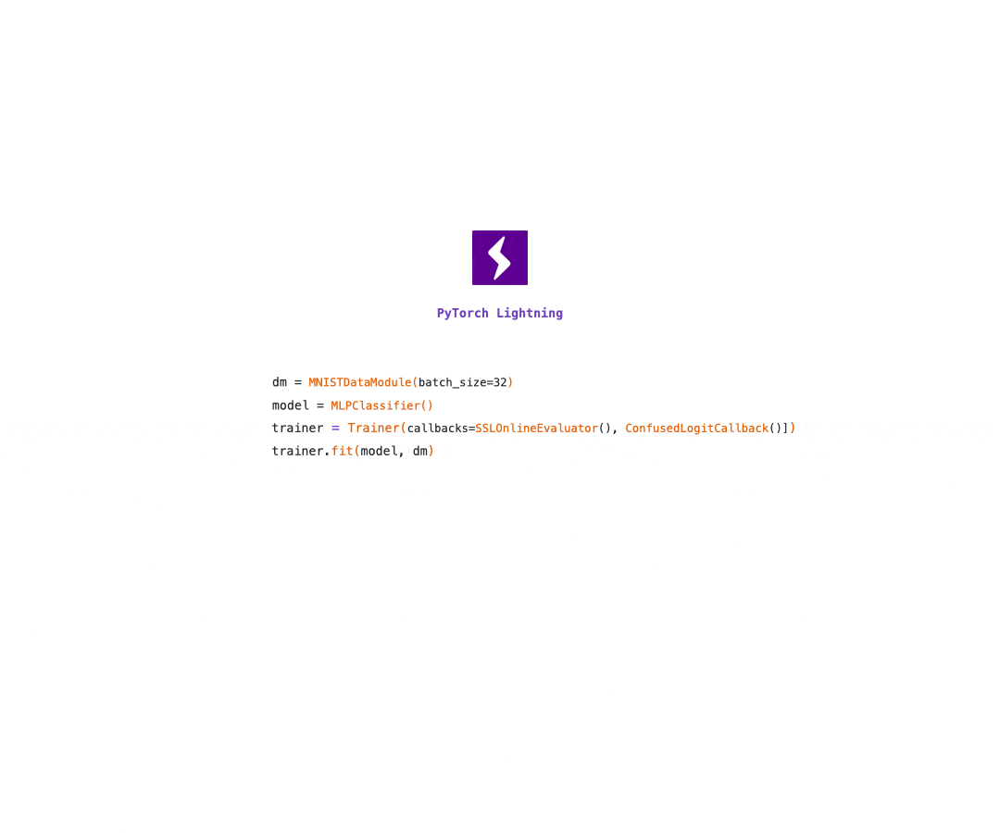 PyTorch Lightning
dm = MNISTDataModule(batch_size=32)
model = MLPClassifier()
trainer = Trainer(callbacks=SSLOnlineEvaluator(), ConfusedLogitCallback()])
trainer.fit(model, dm)